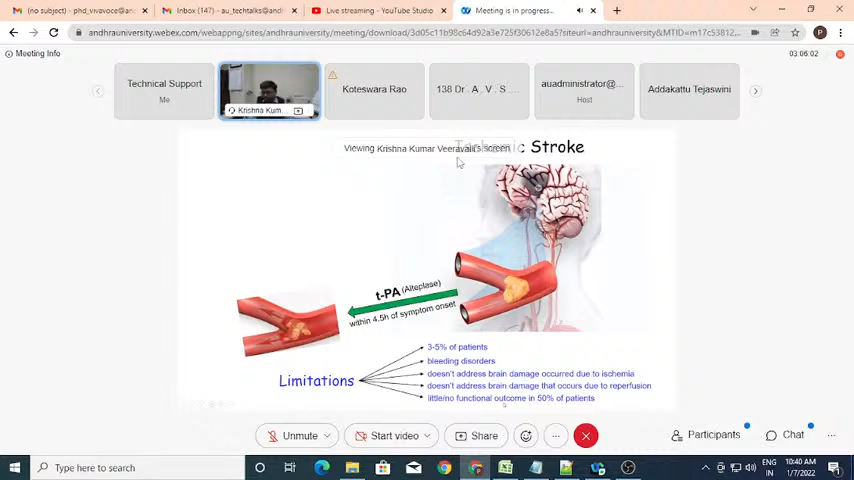 (no subject) - phd_vivavoce@and
Inbox (147) - au_techtalks@andh
Live streaming - YouTube Studio
Meeting is in progress...
andhrauniversity.webex.com/webappng/sites/andhrauniversity/meeting/download/3d05c11b98c64d92a3e725f30612e8a5?siteurl=andhrauniversity&MTID=m17c53812...
Meeting Info
03:06:02
Technical Support
Me
Krishna Kum...
Koteswara Rao
138 Dr . A . V . S ....
auadministrator@...
Host
Addakattu Tejaswini
Viewing Krishna Kumar Veeravalli's screen
Ischemic Stroke
t-PA (Alteplase)
within 4.5h of symptom onset
Limitations
3-5% of patients
bleeding disorders
doesn't address brain damage occurred due to ischemia
doesn't address brain damage that occurs due to reperfusion
little/no functional outcome in 50% of patients
Unmute
Start video
Share
Participants
Chat
Type here to search
ENG
IN
10:40 AM
1/7/2022